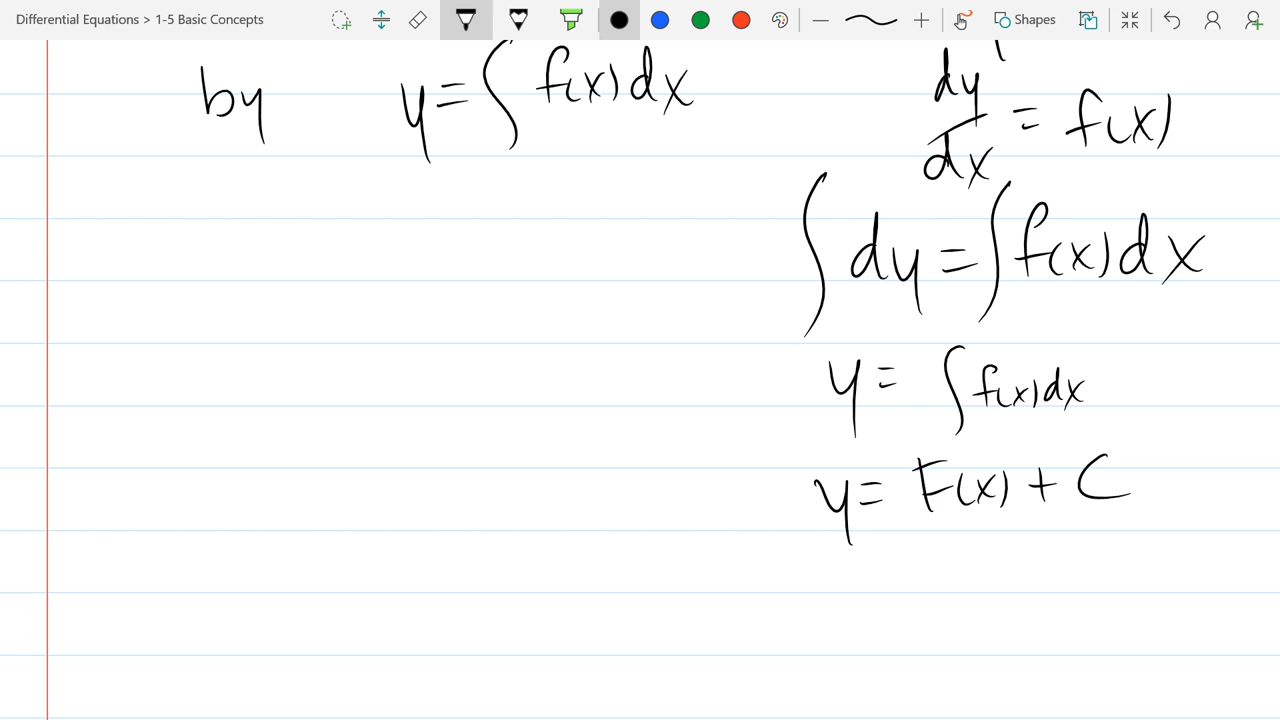 Differential Equations > 1-5 Basic Concepts
Shapes
by y = ∫ f(x) dx
dy/dx = f(x)
∫ dy = ∫ f(x) dx
y = ∫ f(x) dx
y = F(x) + C